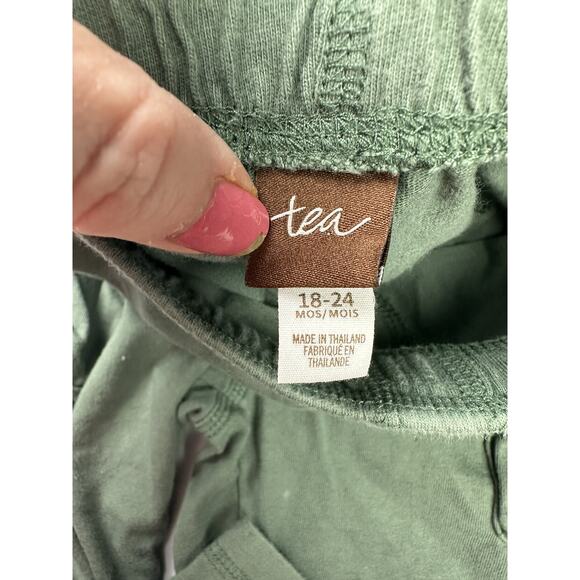 tea
18-24
MOS/MOIS
MADE IN THAILAND
FABRIQUÉ EN
THAILANDE